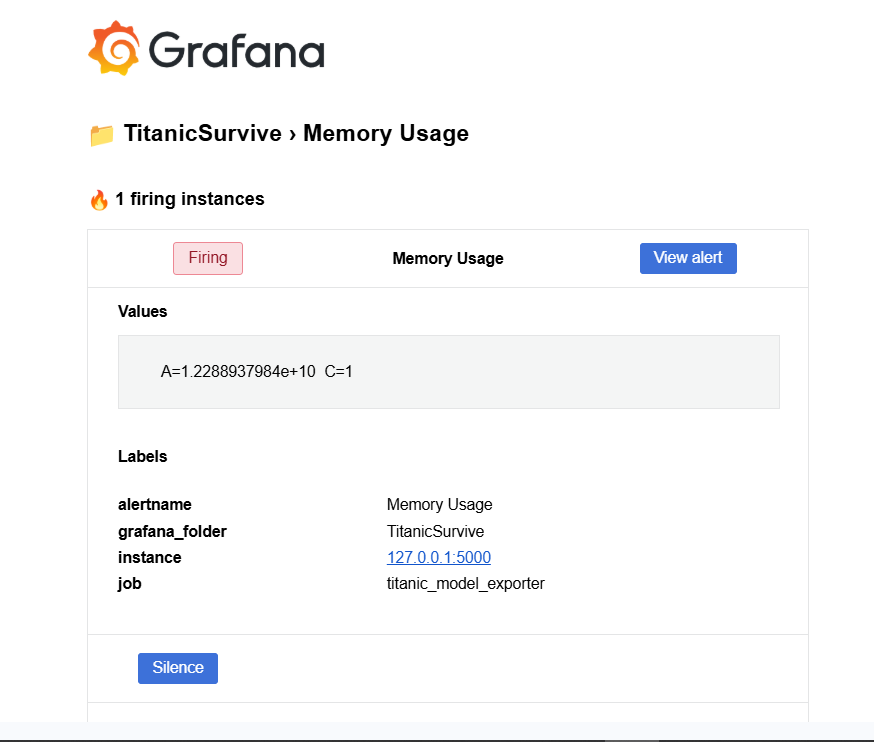 Grafana
TitanicSurvive › Memory Usage
1 firing instances
Firing Memory Usage View alert
Values
A=1.2288937984e+10 C=1
Labels
alertname Memory Usage
grafana_folder TitanicSurvive
instance 127.0.0.1:5000
job titanic_model_exporter
Silence